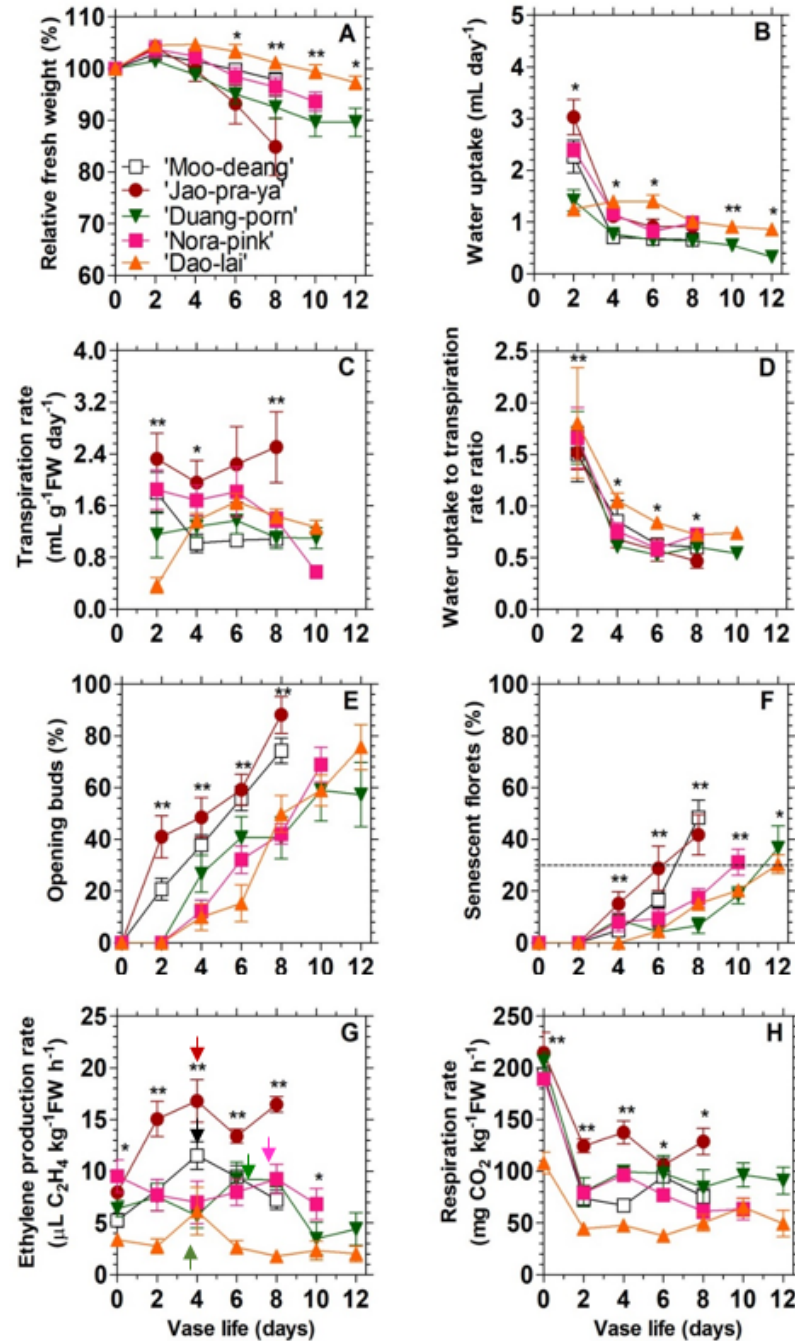 A
Relative fresh weight (%)
110
100
90
80
70
60
* ** ** *
'Moo-deang'
'Jao-pra-ya'
'Duang-porn'
'Nora-pink'
'Dao-lai'
0 2 4 6 8 10 12
B
Water uptake (mL day⁻¹)
5
4
3
2
1
0
* * * ** *
0 2 4 6 8 10 12
C
Transpiration rate
(mL g⁻¹FW day⁻¹)
4.0
3.2
2.4
1.6
0.8
0.0
** * **
0 2 4 6 8 10 12
D
Water uptake to transpiration
rate ratio
2.5
2.0
1.5
1.0
0.5
0.0
** * * *
0 2 4 6 8 10 12
E
Opening buds (%)
100
80
60
40
20
0
** ** ** **
0 2 4 6 8 10 12
F
Senescent florets (%)
100
80
60
40
20
0
** ** ** ** *
0 2 4 6 8 10 12
G
Ethylene production rate
(µL C₂H₄ kg⁻¹FW h⁻¹)
25
20
15
10
5
0
* ** ** ** ** *
0 2 4 6 8 10 12
Vase life (days)
H
Respiration rate
(mg CO₂ kg⁻¹FW h⁻¹)
250
200
150
100
50
0
** ** ** * *
0 2 4 6 8 10 12
Vase life (days)